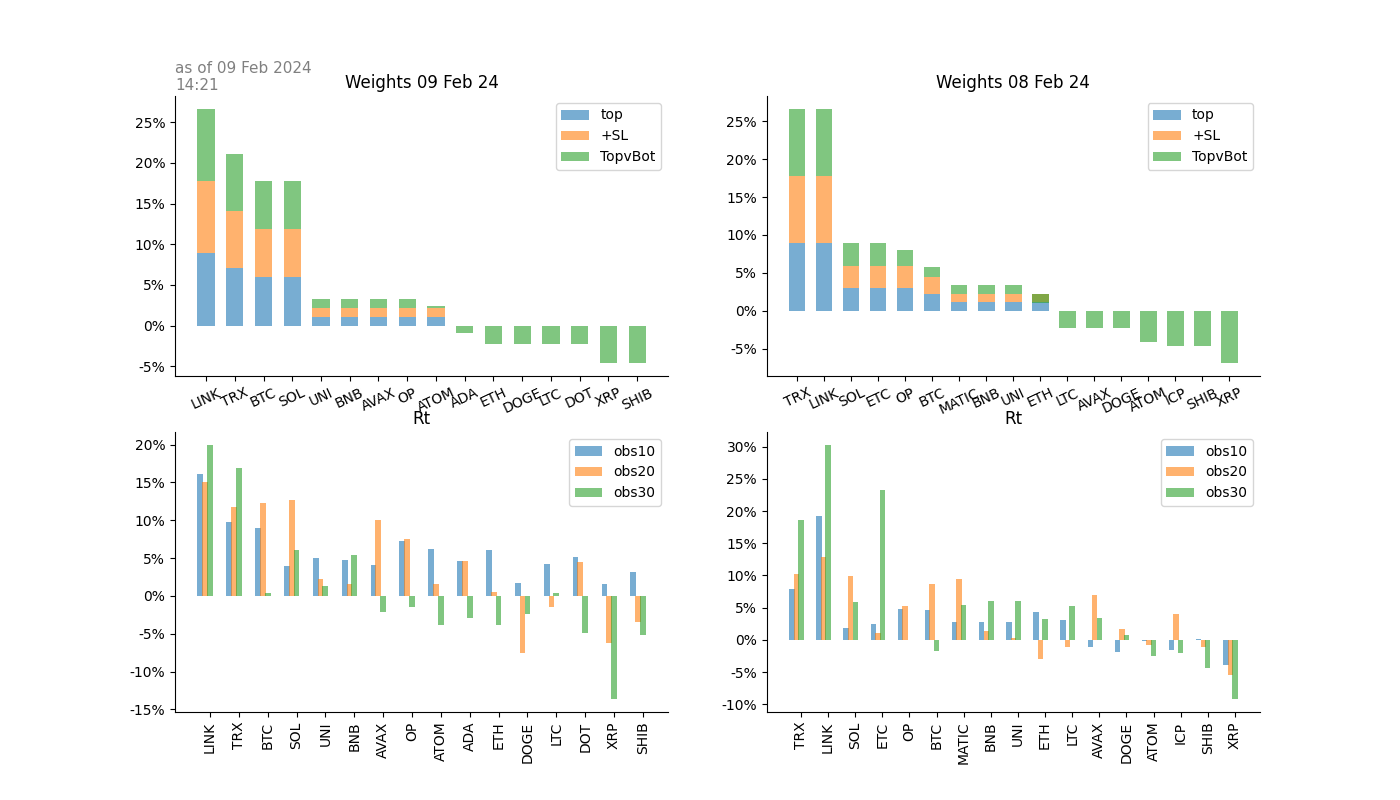 as of 09 Feb 2024
14:21
Weights 09 Feb 24
25%
20%
15%
10%
5%
0%
-5%
top
+SL
TopvBot
LINK TRX BTC SOL UNI BNB AVAX OP ATOM ADA ETH DOGE LTC DOT XRP SHIB
Weights 08 Feb 24
25%
20%
15%
10%
5%
0%
-5%
top
+SL
TopvBot
TRX LINK SOL ETC OP BTC MATIC BNB UNI ETH LTC AVAX DOGE ATOM ICP SHIB XRP
Rt
20%
15%
10%
5%
0%
-5%
-10%
-15%
obs10
obs20
obs30
LINK TRX BTC SOL UNI BNB AVAX OP ATOM ADA ETH DOGE LTC DOT XRP SHIB
Rt
30%
25%
20%
15%
10%
5%
0%
-5%
-10%
obs10
obs20
obs30
TRX LINK SOL ETC OP BTC MATIC BNB UNI ETH LTC AVAX DOGE ATOM ICP SHIB XRP